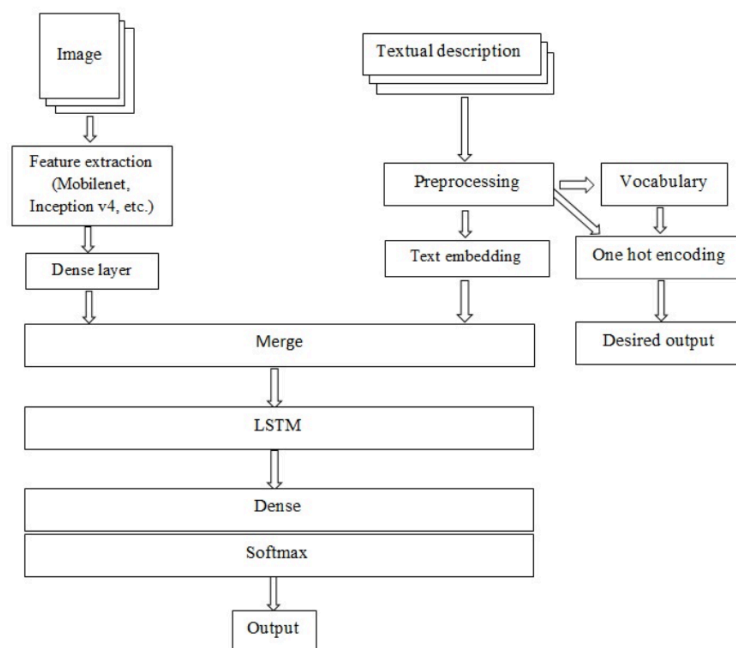 Image
Textual description
Feature extraction
(Mobilenet,
Inception v4, etc.)
Preprocessing
Vocabulary
Dense layer
Text embedding
One hot encoding
Merge
Desired output
LSTM
Dense
Softmax
Output